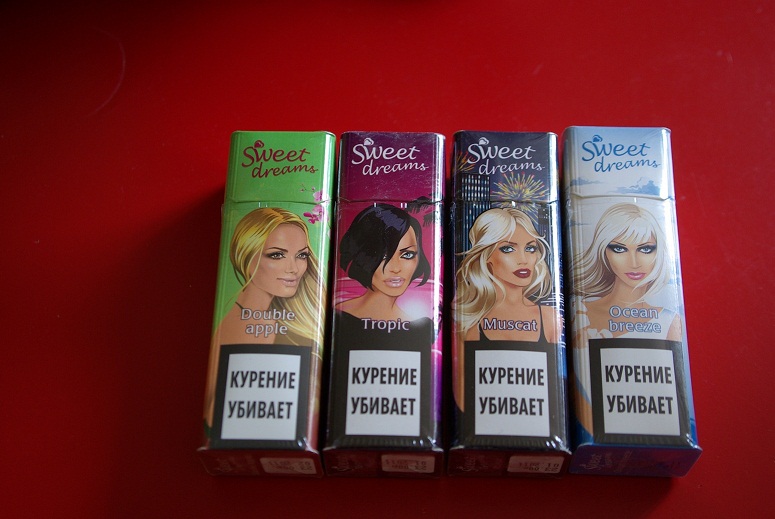 Sweet
dreams
Double
apple
КУРЕНИЕ
УБИВАЕТ
Sweet
dreams
Tropic
КУРЕНИЕ
УБИВАЕТ
Sweet
dreams
Muscat
КУРЕНИЕ
УБИВАЕТ
Sweet
dreams
Ocean
breeze
КУРЕНИЕ
УБИВАЕТ